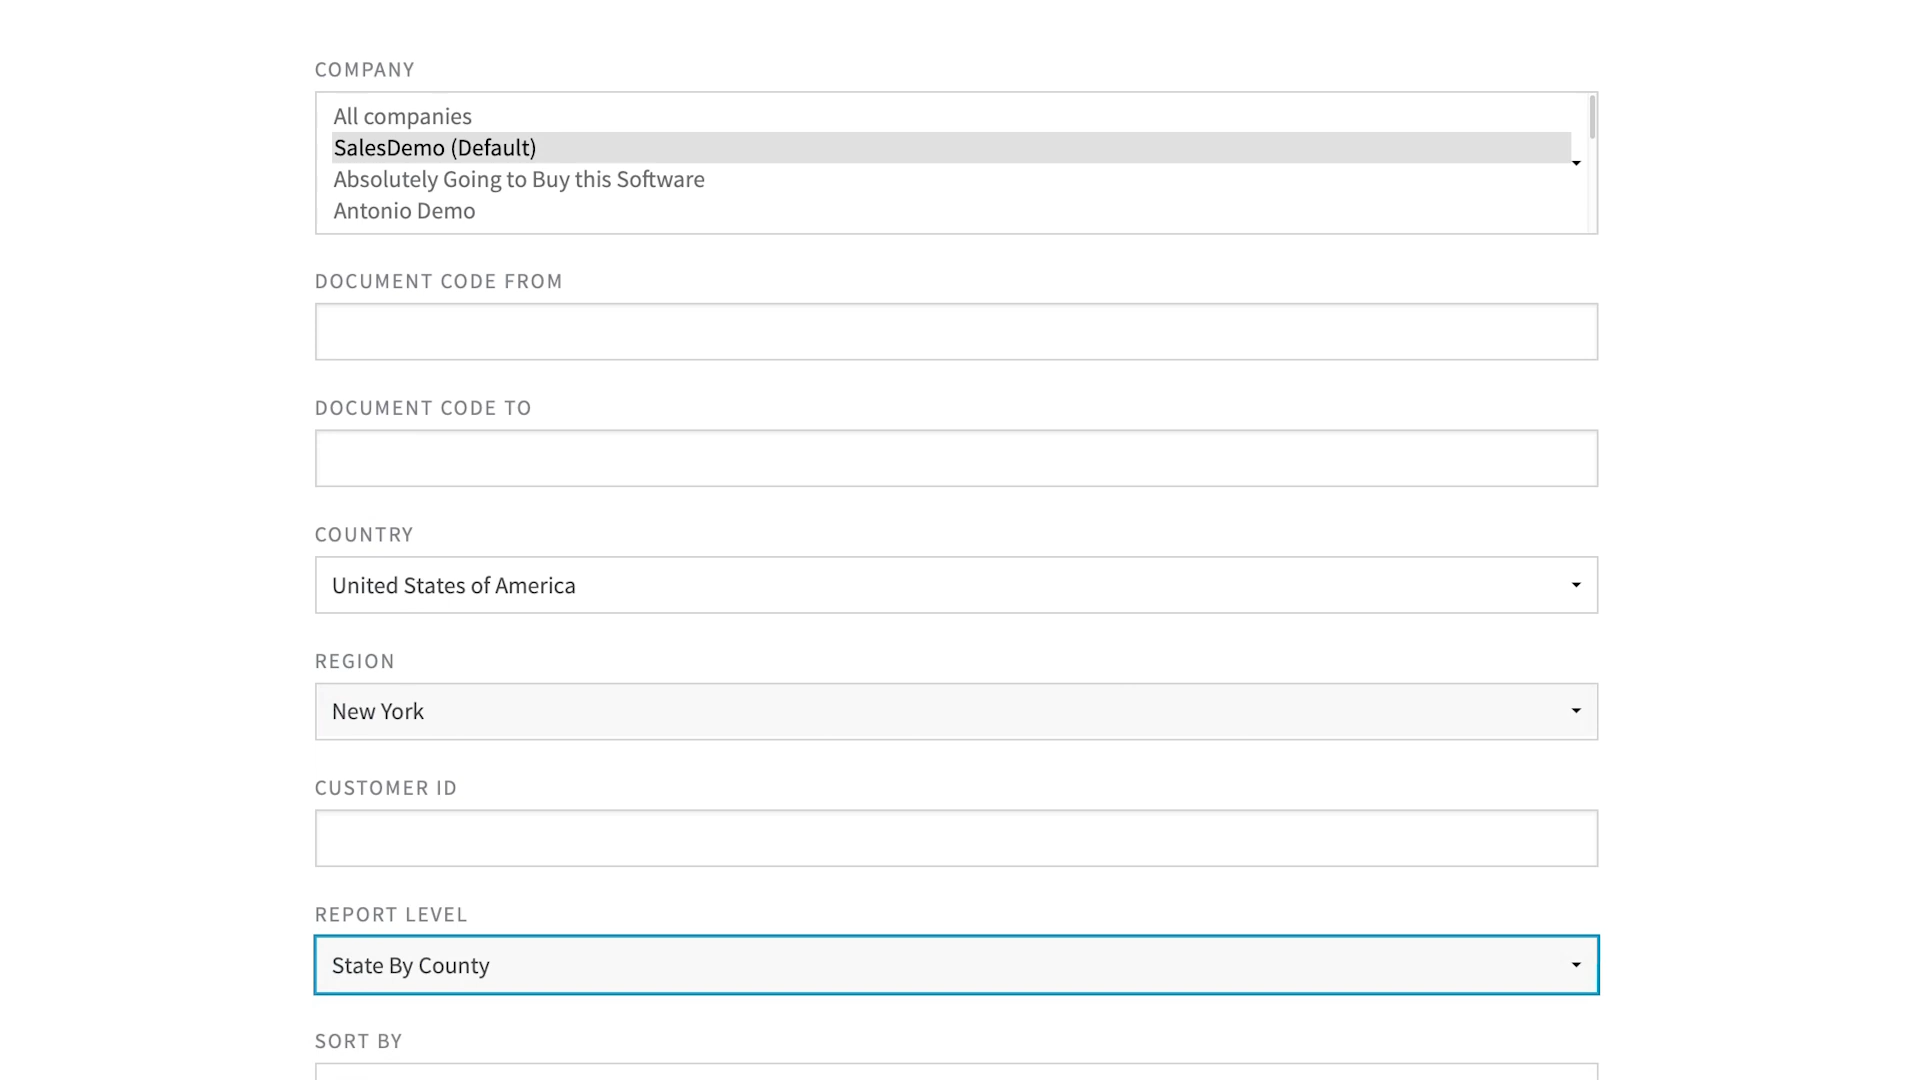 COMPANY
All companies
SalesDemo (Default)
Absolutely Going to Buy this Software
Antonio Demo
DOCUMENT CODE FROM
DOCUMENT CODE TO
COUNTRY
United States of America
REGION
New York
CUSTOMER ID
REPORT LEVEL
State By County
SORT BY